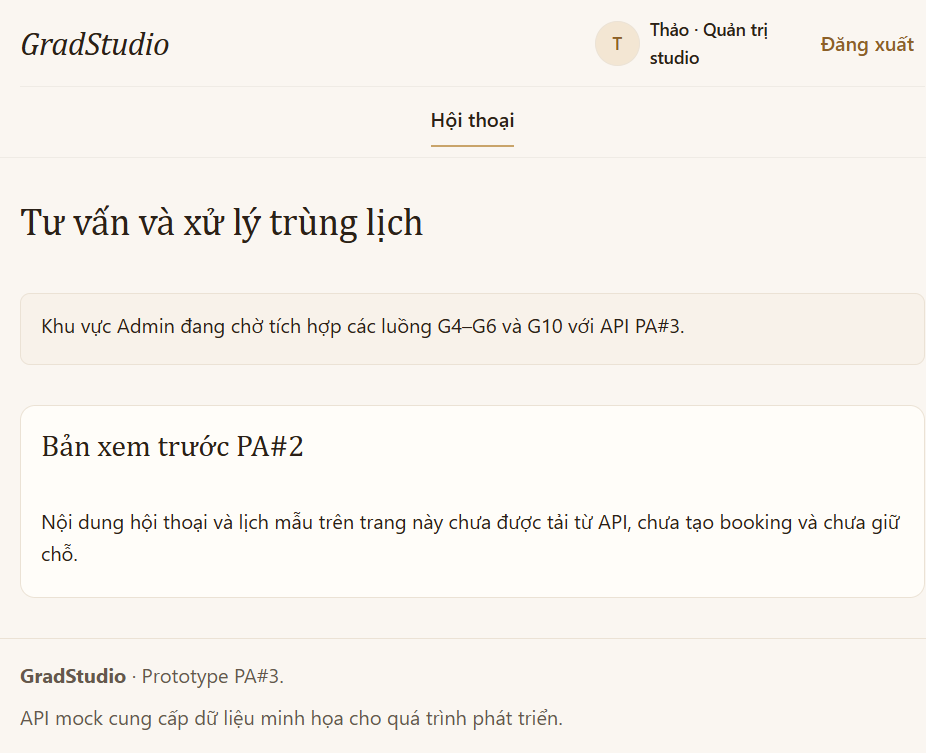 GradStudio
T
Thảo · Quản trị
studio
Đăng xuất
Hội thoại
Tư vấn và xử lý trùng lịch
Khu vực Admin đang chờ tích hợp các luồng G4–G6 và G10 với API PA#3.
Bản xem trước PA#2
Nội dung hội thoại và lịch mẫu trên trang này chưa được tải từ API, chưa tạo booking và chưa giữ
chỗ.
GradStudio · Prototype PA#3.
API mock cung cấp dữ liệu minh họa cho quá trình phát triển.